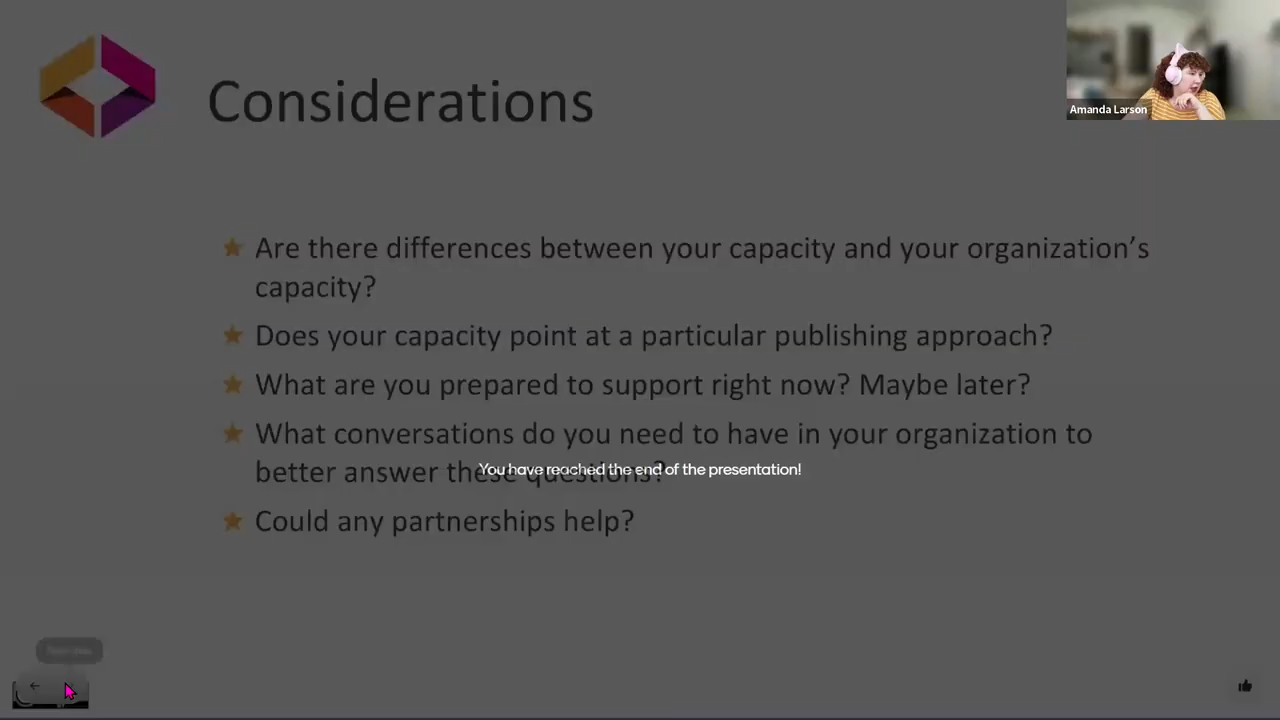 Considerations
Amanda Larson
Are there differences between your capacity and your organization's
capacity?
Does your capacity point at a particular publishing approach?
What are you prepared to support right now? Maybe later?
What conversations do you need to have in your organization to
better answer these questions?
You have reached the end of the presentation!
Could any partnerships help?